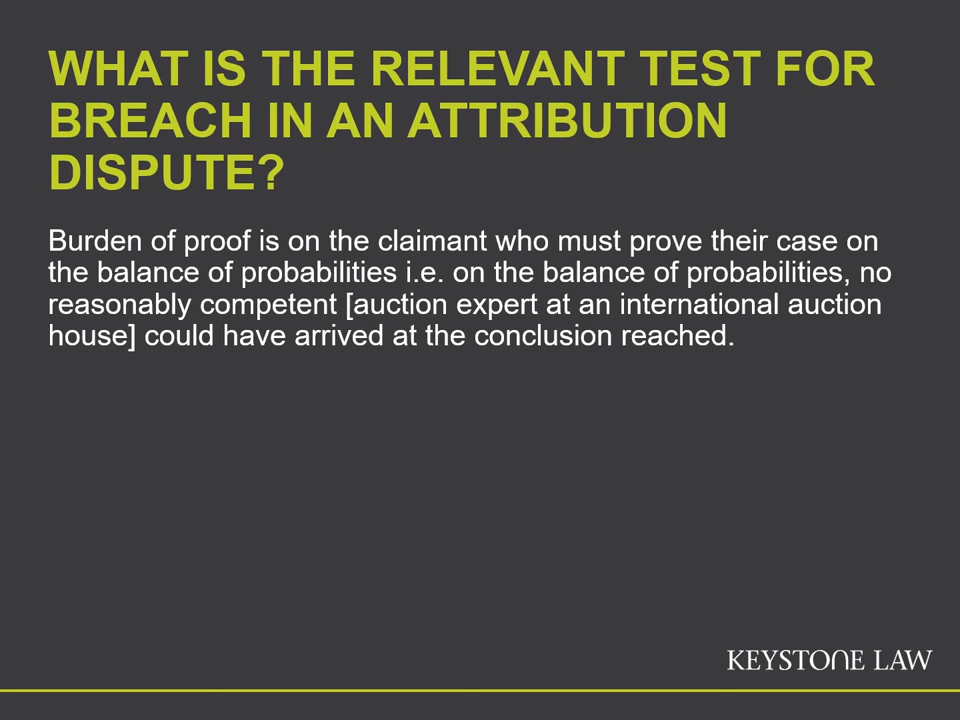 WHAT IS THE RELEVANT TEST FOR
BREACH IN AN ATTRIBUTION
DISPUTE?
Burden of proof is on the claimant who must prove their case on
the balance of probabilities i.e. on the balance of probabilities, no
reasonably competent [auction expert at an international auction
house] could have arrived at the conclusion reached.
KEYSTONE LAW